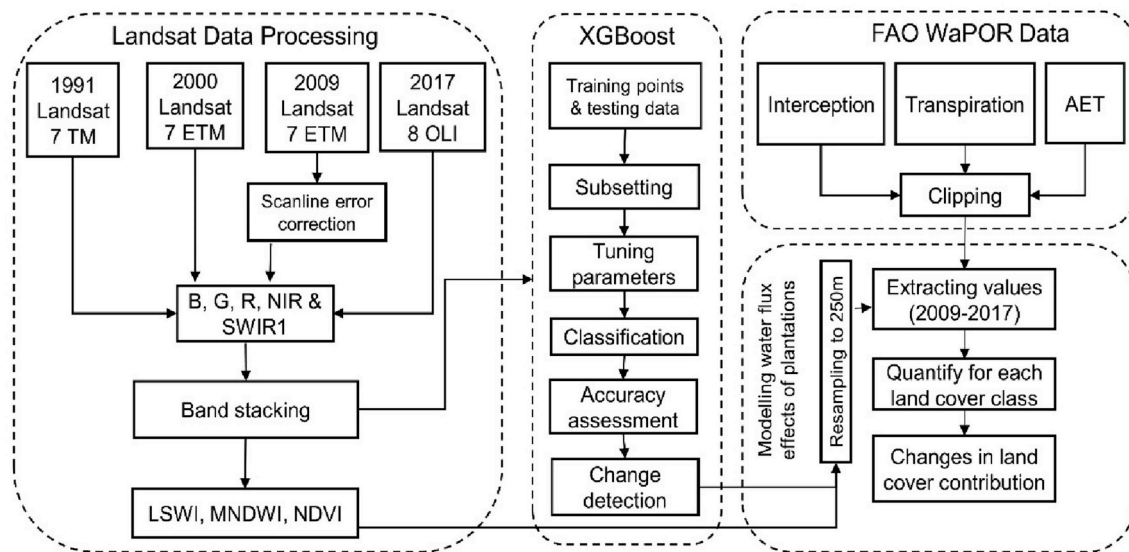 Landsat Data Processing
1991
Landsat
7 TM
2000
Landsat
7 ETM
2009
Landsat
7 ETM
2017
Landsat
8 OLI
Scanline error
correction
B, G, R, NIR &
SWIR1
Band stacking
LSWI, MNDWI, NDVI
XGBoost
Training points
& testing data
Subsetting
Tuning
parameters
Classification
Accuracy
assessment
Change
detection
FAO WaPOR Data
Interception
Transpiration
AET
Clipping
Modelling water flux
effects of plantations
Resampling to 250m
Extracting values
(2009-2017)
Quantify for each
land cover class
Changes in land
cover contribution